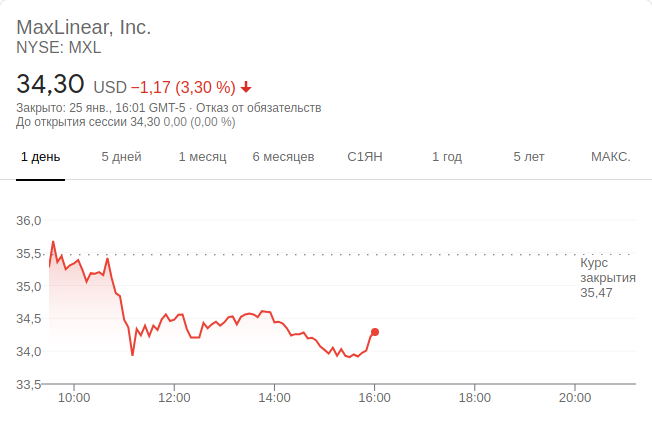 MaxLinear, Inc.
NYSE: MXL
34,30 USD −1,17 (3,30 %)
Закрыто: 25 янв., 16:01 GMT-5 · Отказ от обязательств
До открытия сессии 34,30 0,00 (0,00 %)
1 день 5 дней 1 месяц 6 месяцев С1ЯН 1 год 5 лет МАКС.
36,0
35,5
Курс
закрытия
35,47
35,0
34,5
34,0
33,5
10:00 12:00 14:00 16:00 18:00 20:00